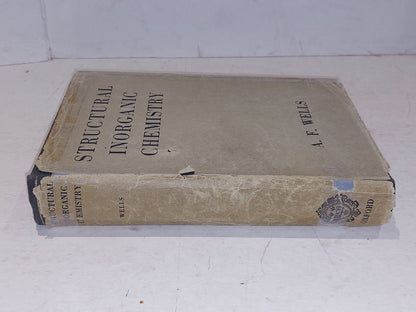 STRUCTURAL
INORGANIC
CHEMISTRY
A. F. WELLS
STRUCTURAL
INORGANIC
CHEMISTRY
WELLS
OXFORD